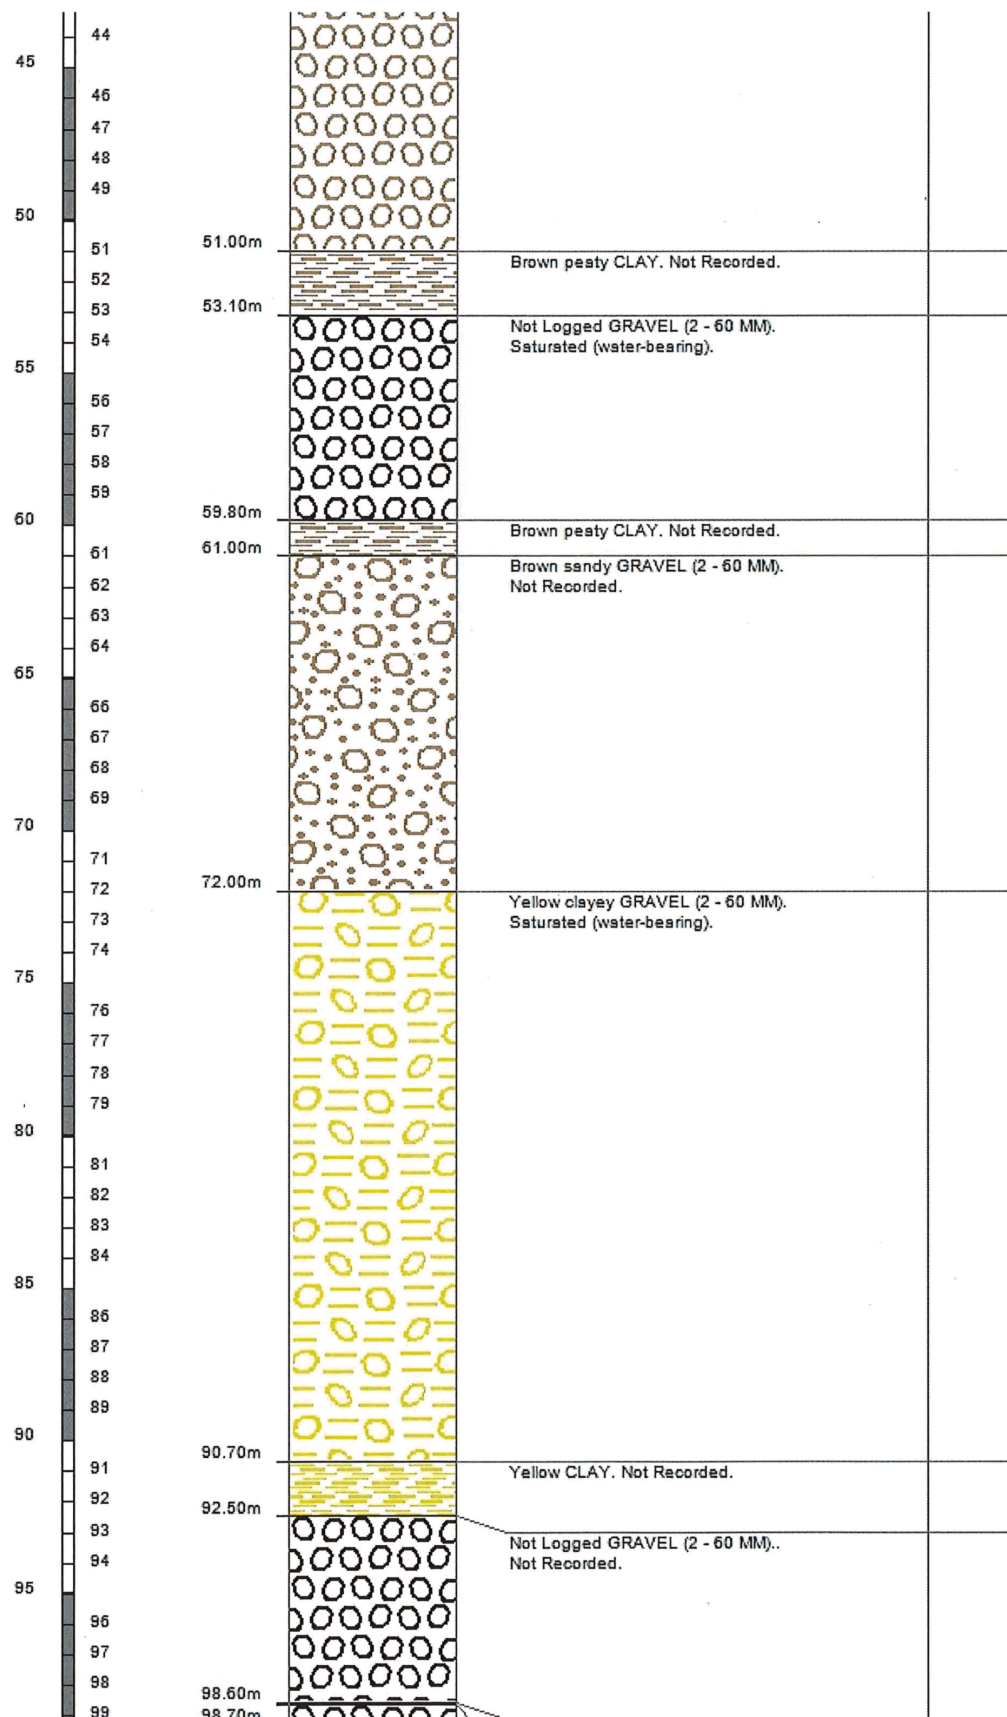 44
45
46
47
48
49
50
51.00m
51
Brown peaty CLAY. Not Recorded.
52
53.10m
53
Not Logged GRAVEL (2 - 60 MM).
54
Saturated (water-bearing).
55
56
57
58
59
59.80m
60
Brown peaty CLAY. Not Recorded.
61.00m
61
Brown sandy GRAVEL (2 - 60 MM).
62
Not Recorded.
63
64
65
66
67
68
69
70
71
72.00m
72
Yellow clayey GRAVEL (2 - 60 MM).
73
Saturated (water-bearing).
74
75
76
77
78
79
80
81
82
83
84
85
86
87
88
89
90
90.70m
91
Yellow CLAY. Not Recorded.
92
92.50m
93
Not Logged GRAVEL (2 - 60 MM)..
94
Not Recorded.
95
96
97
98
98.60m
99
98.70m